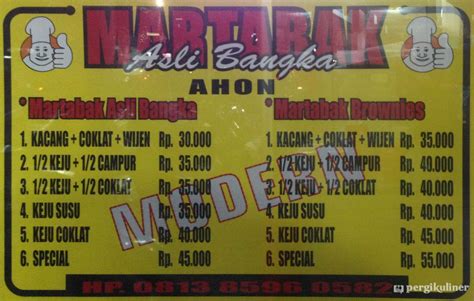 MARTABAK
Asli Bangka
AHON
* Martabak Asli Bangka
1. KACANG + COKLAT + WIJEN Rp. 30.000
2. 1/2 KEJU + 1/2 CAMPUR Rp. 35.000
3. 1/2 KEJU + 1/2 COKLAT Rp. 35.000
4. KEJU SUSU Rp. 35.000
5. KEJU COKLAT Rp. 40.000
6. SPECIAL Rp. 45.000
* Martabak Brownies
1. KACANG + COKLAT + WIJEN Rp. 35.000
2. 1/2 KEJU + 1/2 CAMPUR Rp. 40.000
3. 1/2 KEJU + 1/2 COKLAT Rp. 40.000
4. KEJU SUSU Rp. 40.000
5. KEJU COKLAT Rp. 45.000
6. SPECIAL Rp. 55.000
MODERN
HP. 0813 8596 0582
pergikuliner